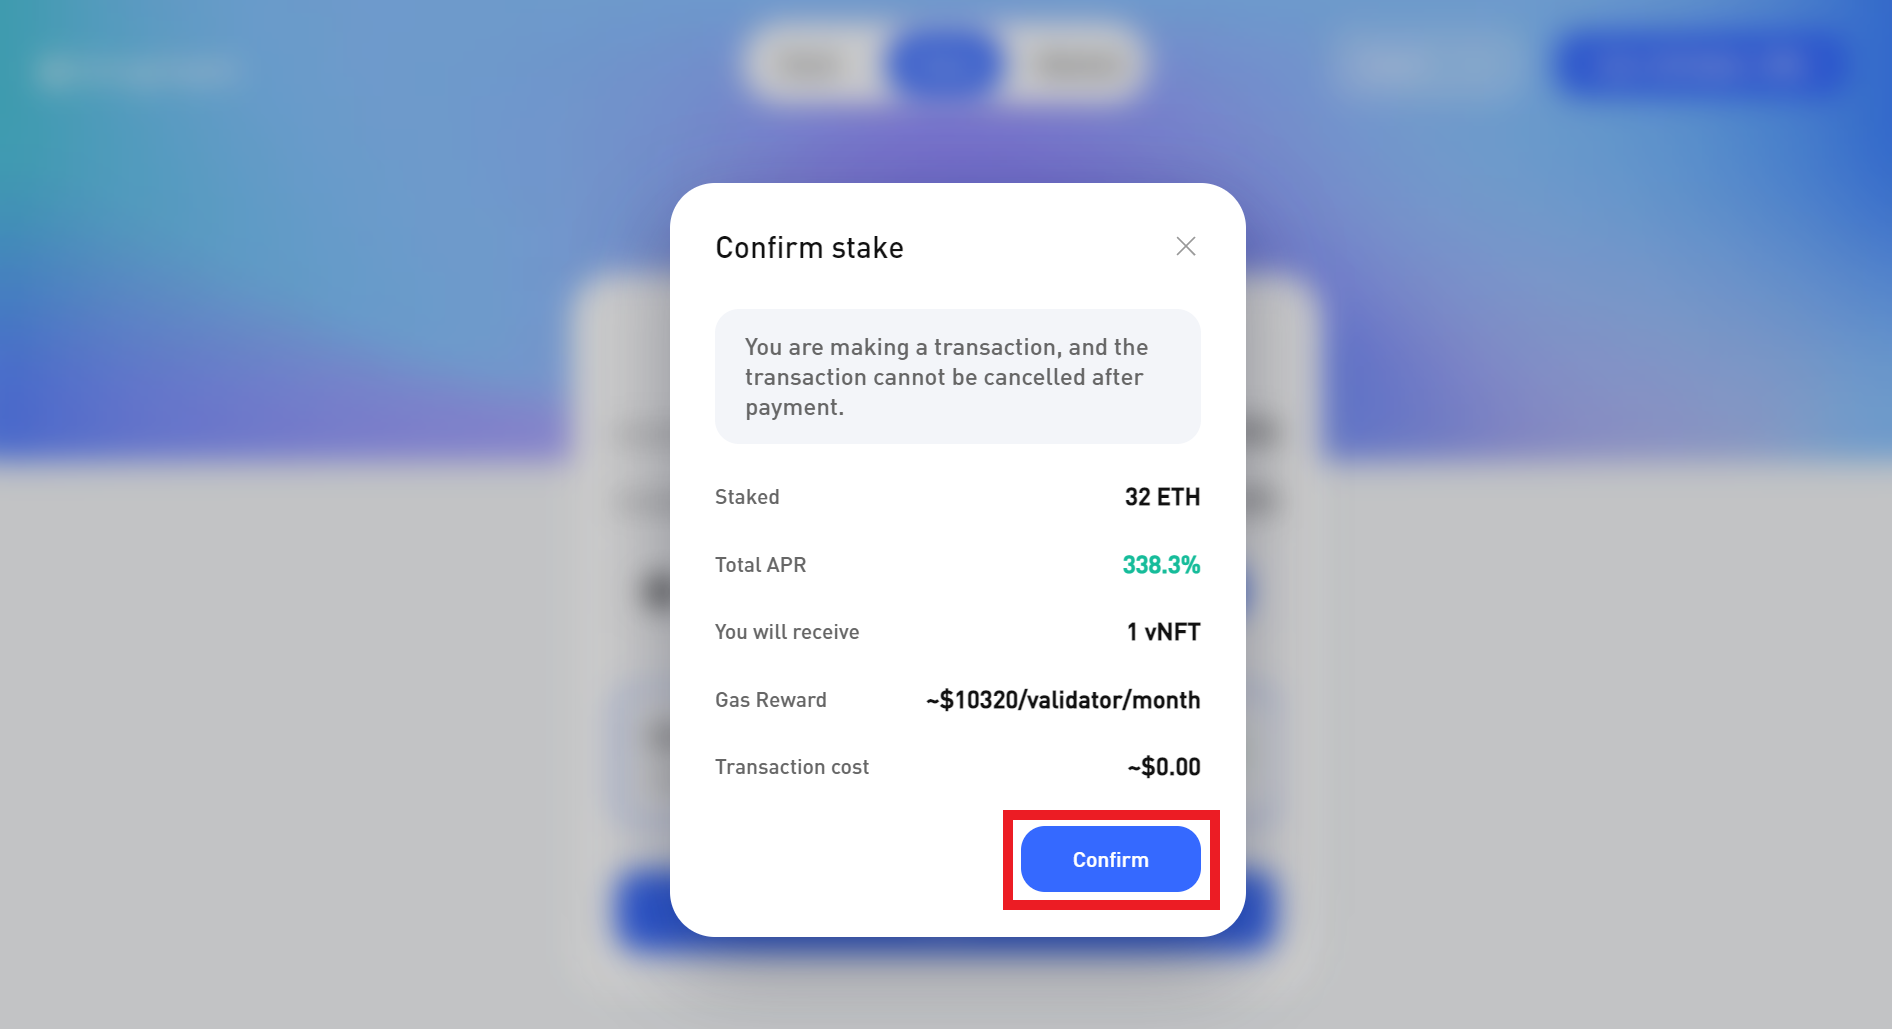 Confirm stake
You are making a transaction, and the
transaction cannot be cancelled after
payment.
Staked 32 ETH
Total APR 338.3%
You will receive 1 vNFT
Gas Reward ~$10320/validator/month
Transaction cost ~$0.00
Confirm